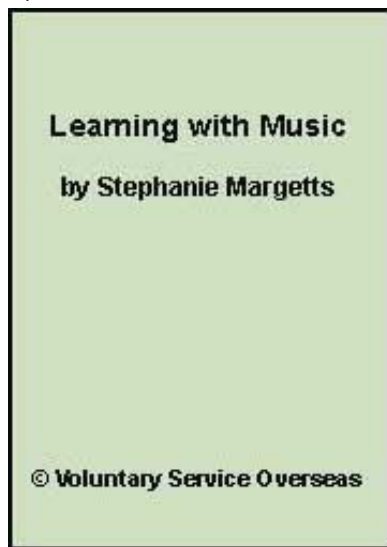 Learning with Music
by Stephanie Margetts
© Voluntary Service Overseas